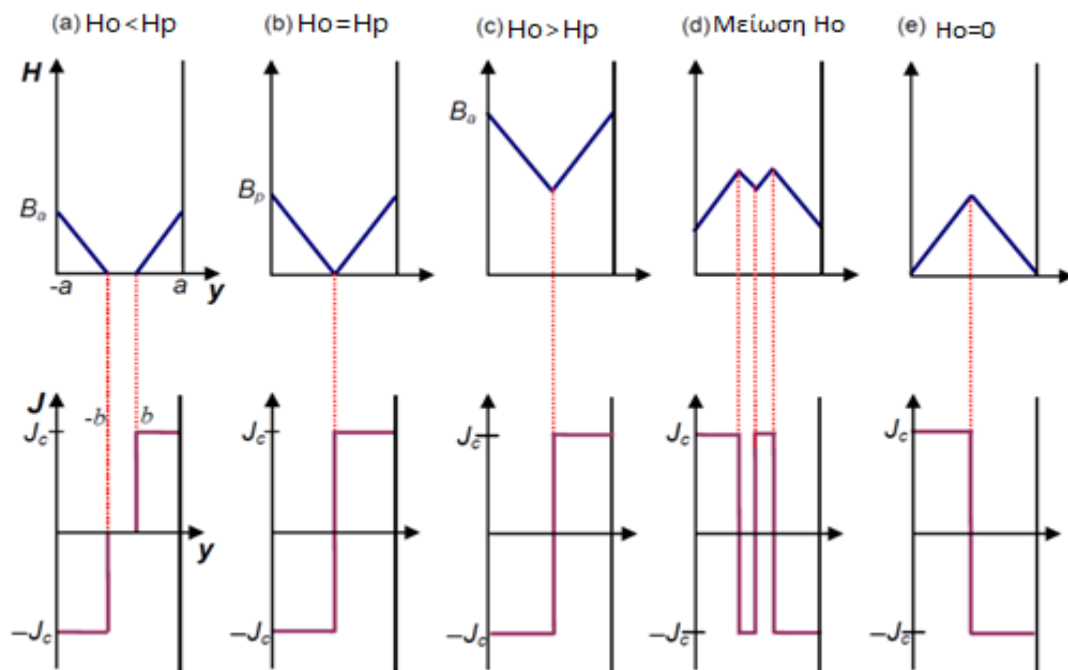 (a) Ho<Hp
(b) Ho=Hp
(c) Ho>Hp
(d) Μείωση Ho
(e) Ho=0
H
Ba
-a
a
y
Bp
Ba
J
Jc
-b
b
y
–Jc
Jc
–Jc
Jc
–Jc
Jc
–Jc
Jc
–Jc